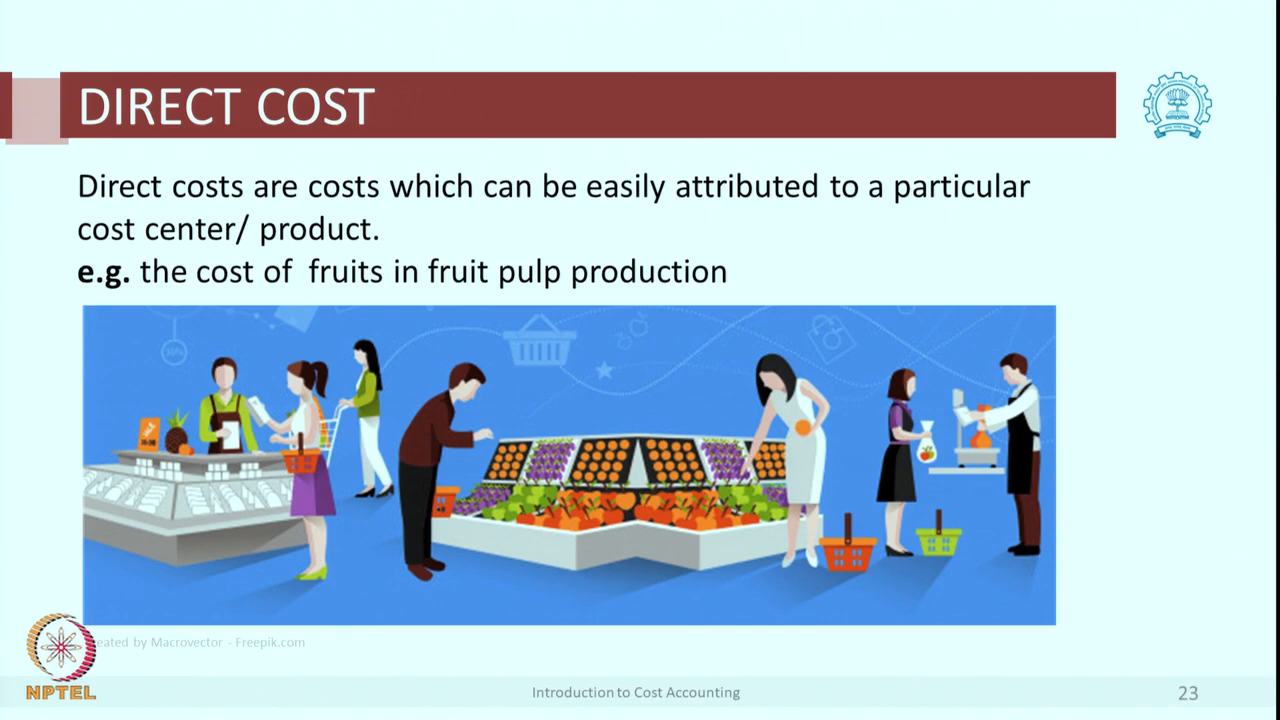 DIRECT COST
Direct costs are costs which can be easily attributed to a particular
cost center/ product.
e.g. the cost of fruits in fruit pulp production
by Macrovector - Freepik.com
NPTEL
Introduction to Cost Accounting
23